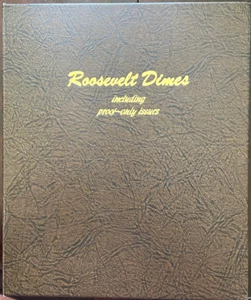 Roosevelt Dimes
including
proof-only issues